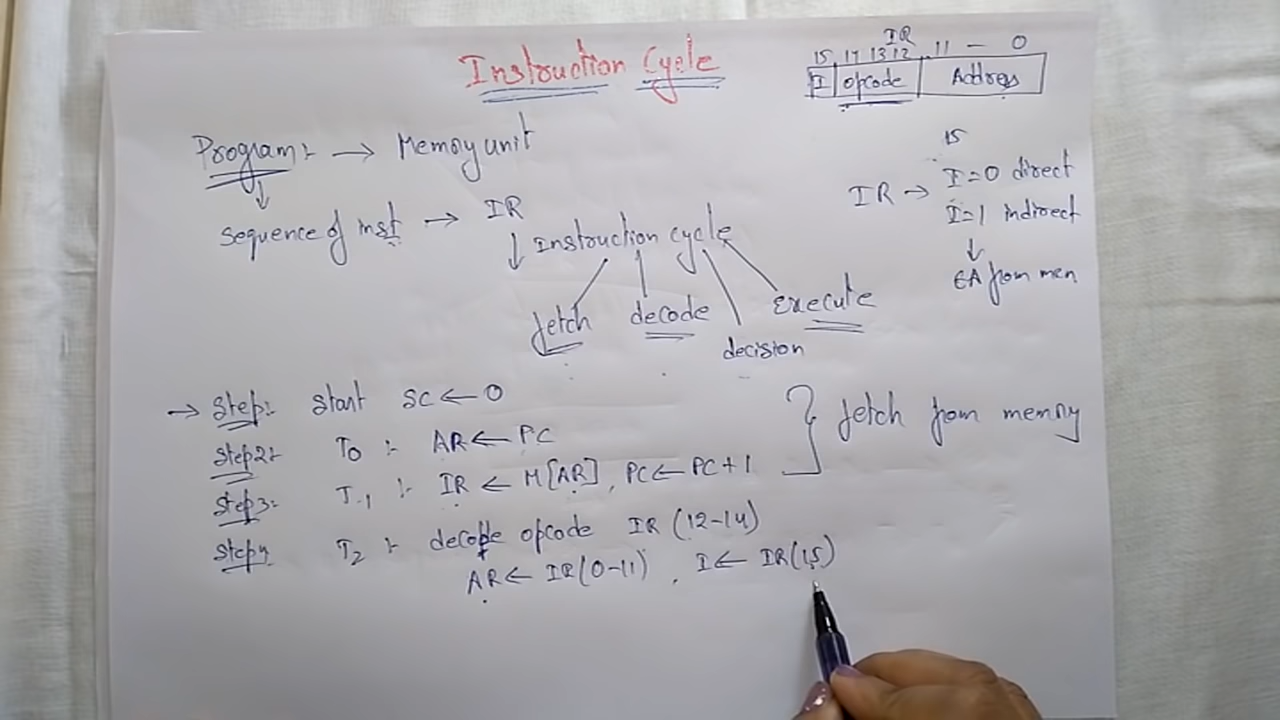 Instruction Cycle
IR
15 14 13 12 11 — 0
I opcode Address
Program:- → Memoy unit
↓
Sequence of inst → IR
↓ Instruction cycle
fetch decode decision Execute
15
IR → I=0 direct
I=1 indirect
↓
EA from mem
→ Step:- Start SC ← 0
Step2:- T0 :- AR ← PC
Step3:- T1 :- IR ← M[AR], PC ← PC+1
} fetch from memory
Step4 T2 :- decode opcode IR (12-14)
AR ← IR(0-11), I ← IR(15)